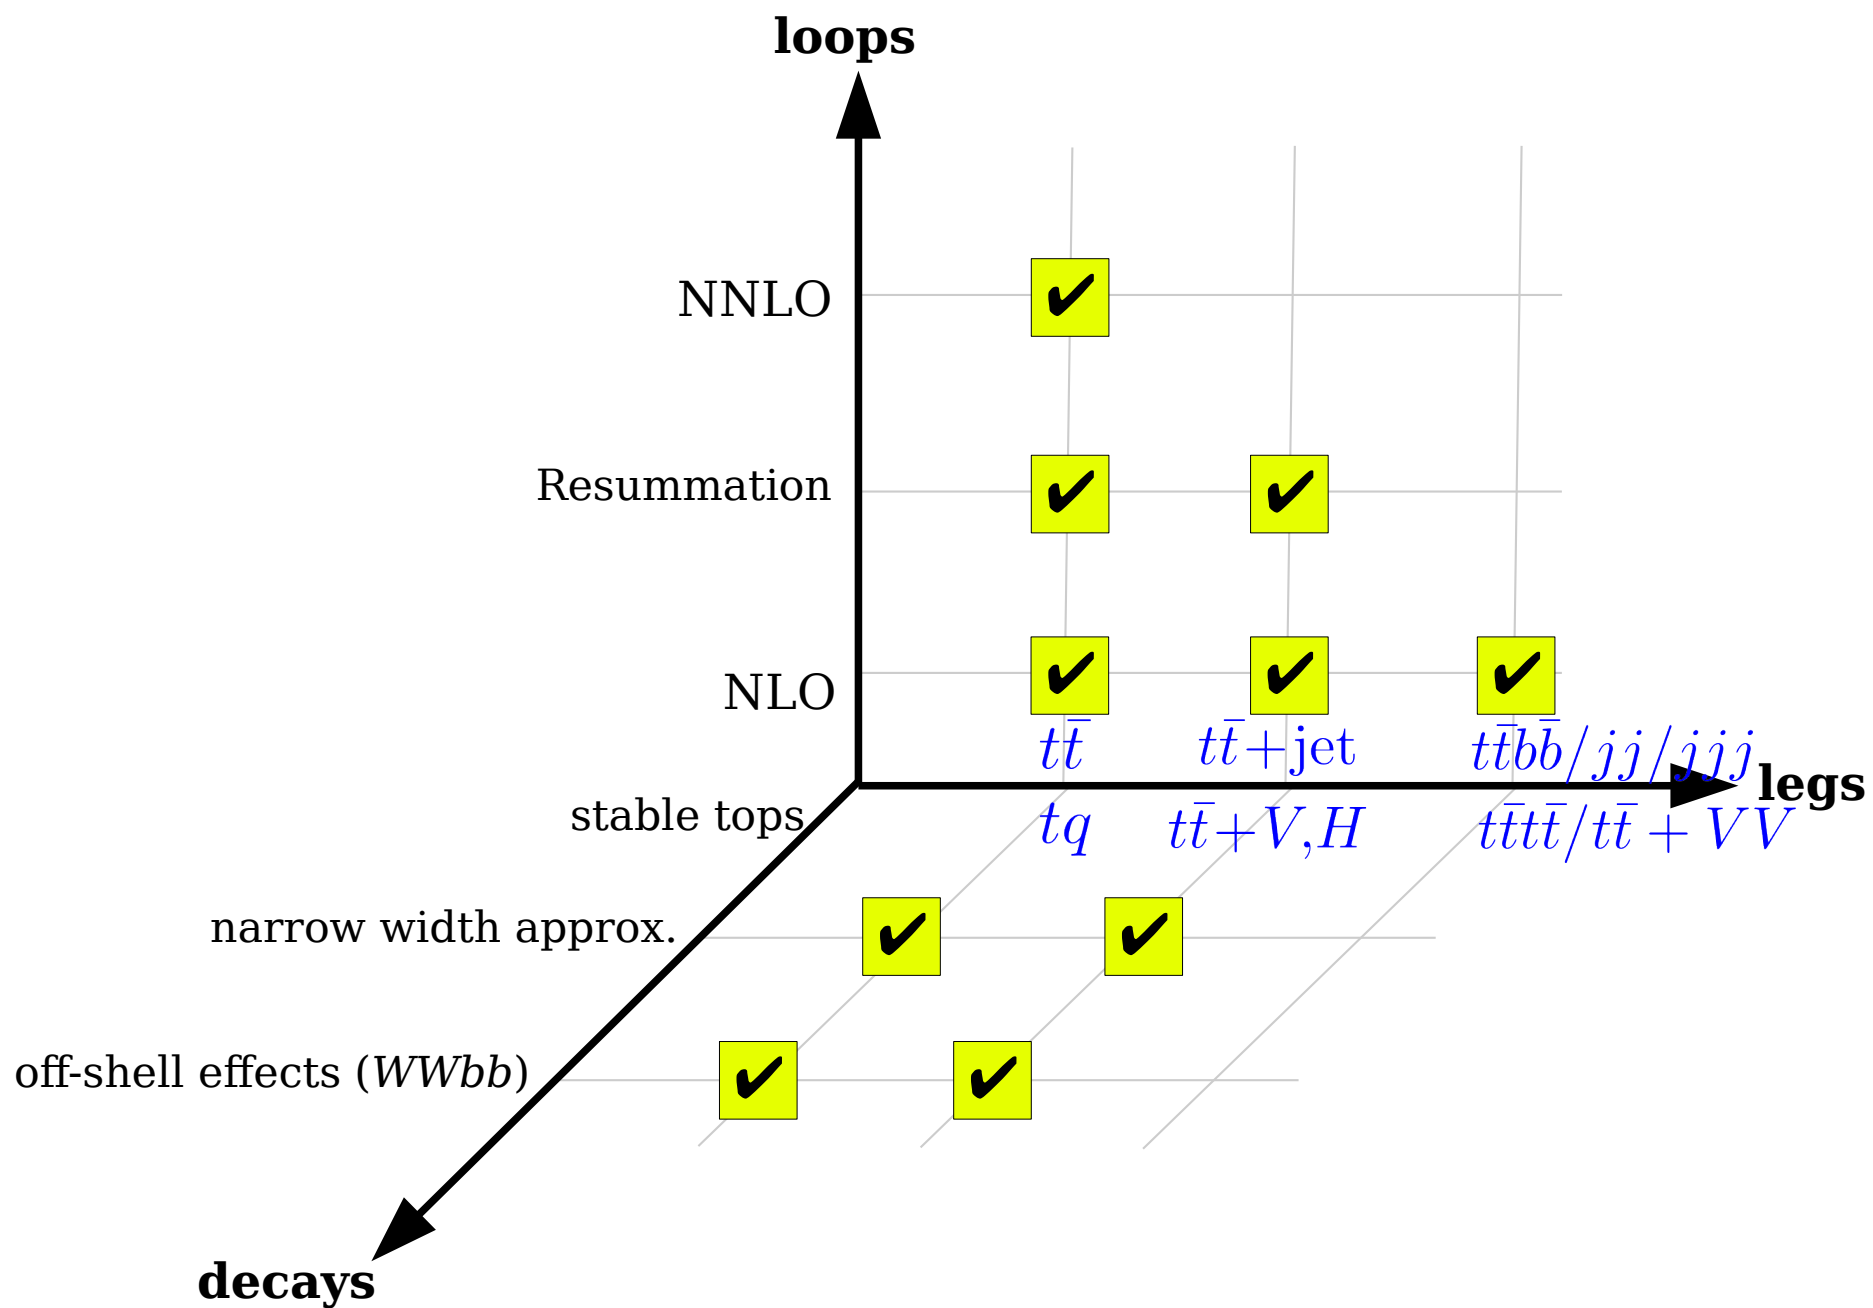 loops
NNLO
Resummation
NLO
tt̄
tt̄+jet
tt̄bb̄/jj/jjj
legs
stable tops
tq
tt̄+V,H
tt̄tt̄/tt̄ + VV
narrow width approx.
off-shell effects (WWbb)
decays